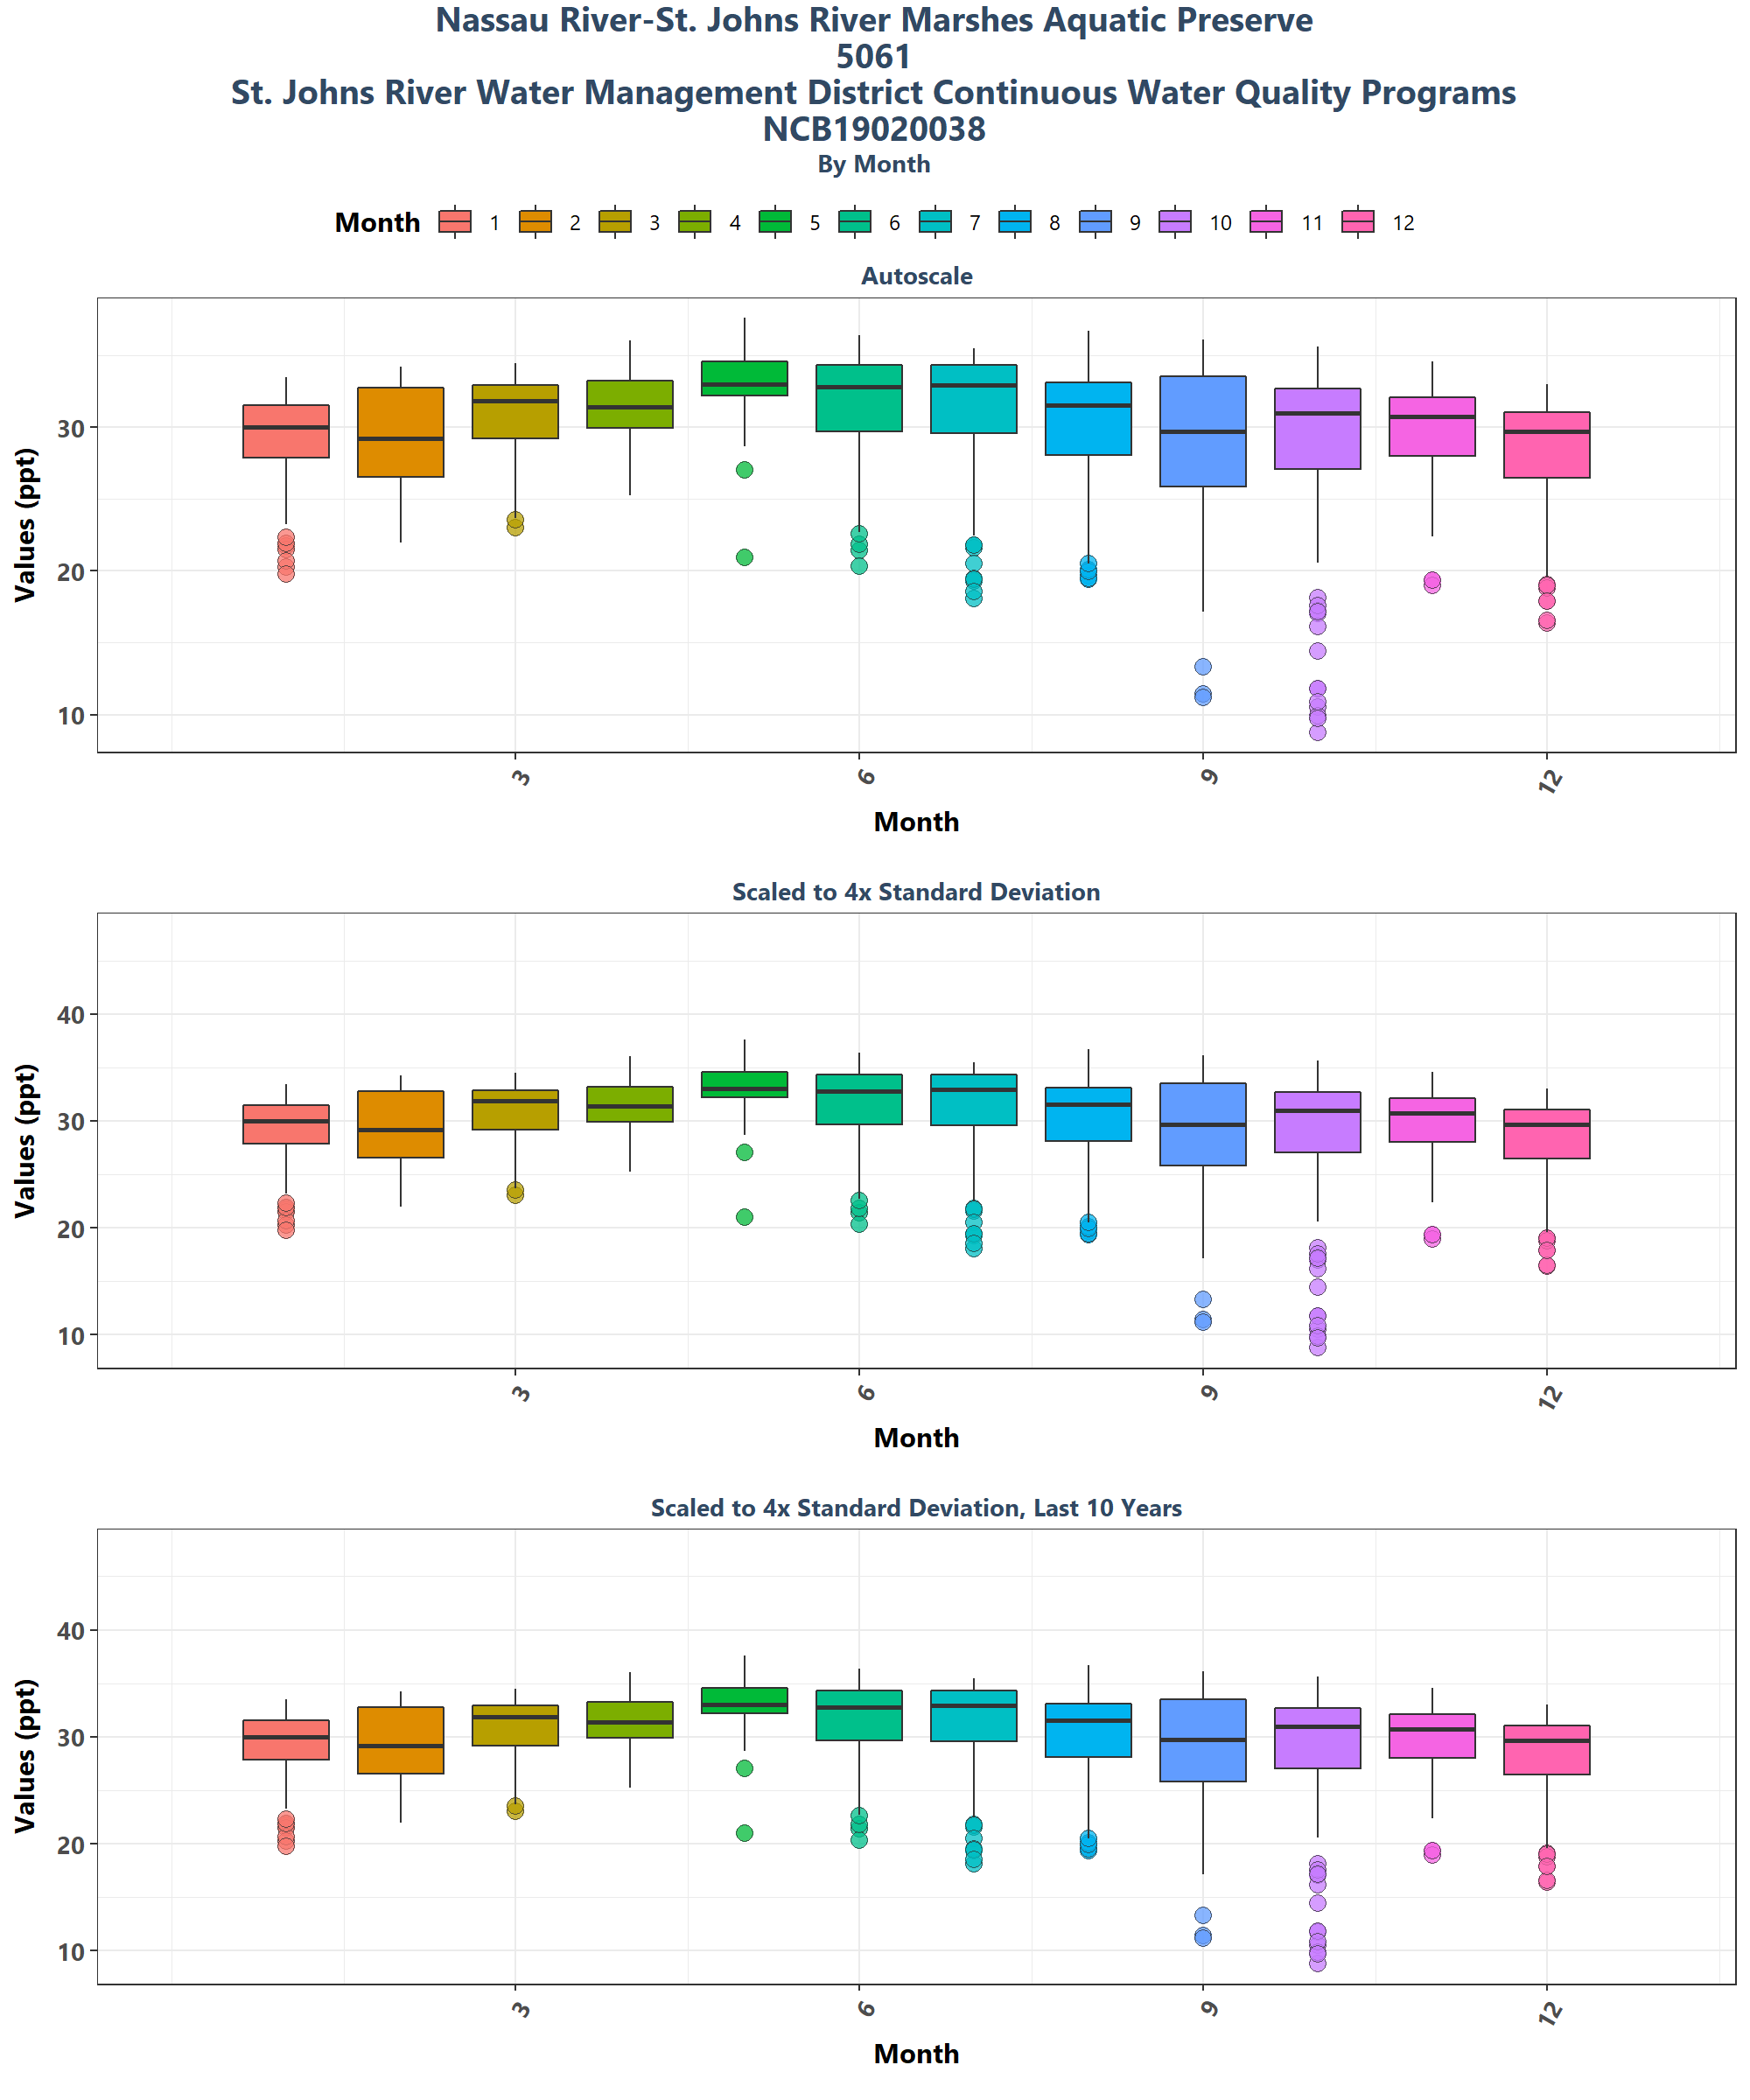 Nassau River-St. Johns River Marshes Aquatic Preserve
5061
St. Johns River Water Management District Continuous Water Quality Programs
NCB19020038
By Month
Month 1 2 3 4 5 6 7 8 9 10 11 12
Autoscale
Values (ppt)
30
20
10
3 6 9 12
Month
Scaled to 4x Standard Deviation
Values (ppt)
40
30
20
10
3 6 9 12
Month
Scaled to 4x Standard Deviation, Last 10 Years
Values (ppt)
40
30
20
10
3 6 9 12
Month